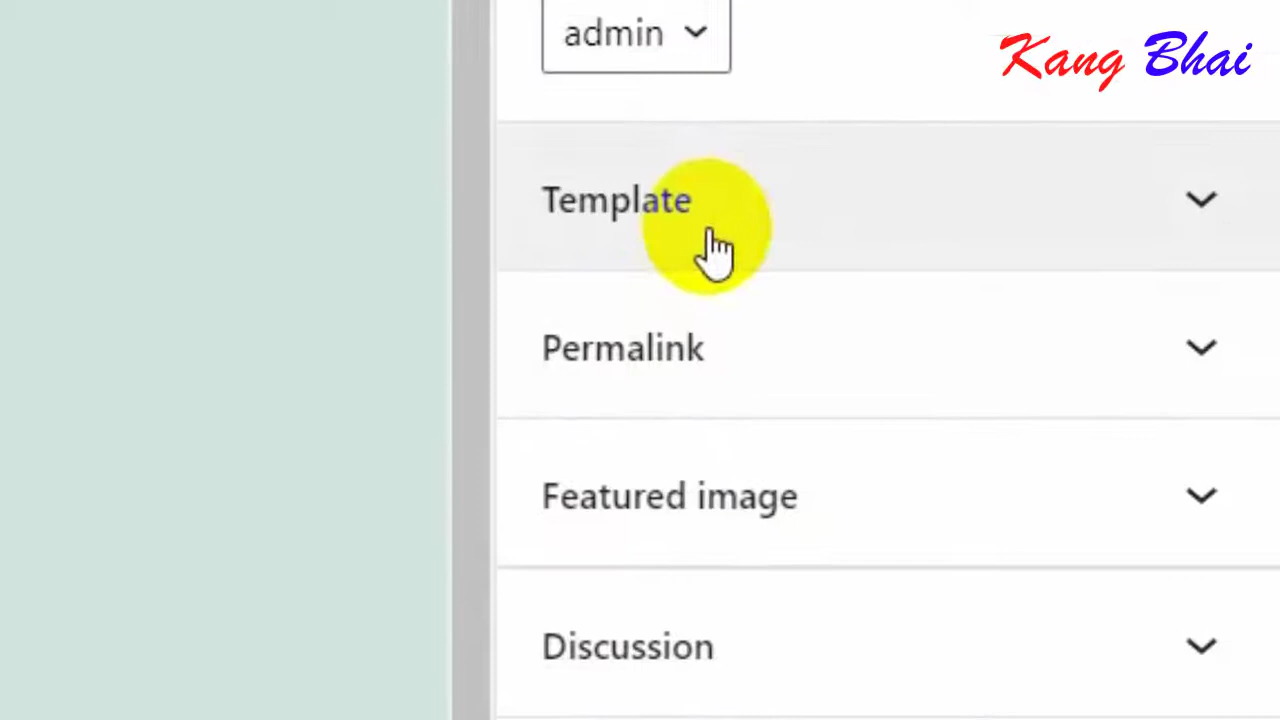 admin
Kang Bhai
Template
Permalink
Featured image
Discussion